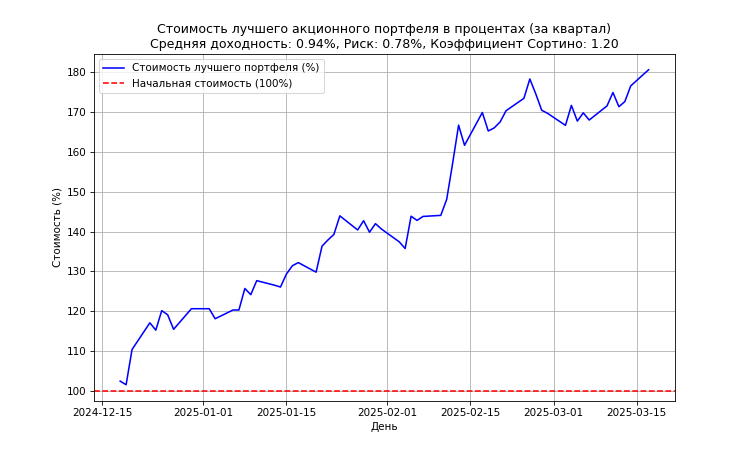 Стоимость лучшего акционного портфеля в процентах (за квартал)
Средняя доходность: 0.94%, Риск: 0.78%, Коэффициент Сортино: 1.20
Стоимость лучшего портфеля (%)
Начальная стоимость (100%)
Стоимость (%)
180
170
160
150
140
130
120
110
100
2024-12-15 2025-01-01 2025-01-15 2025-02-01 2025-02-15 2025-03-01 2025-03-15
День